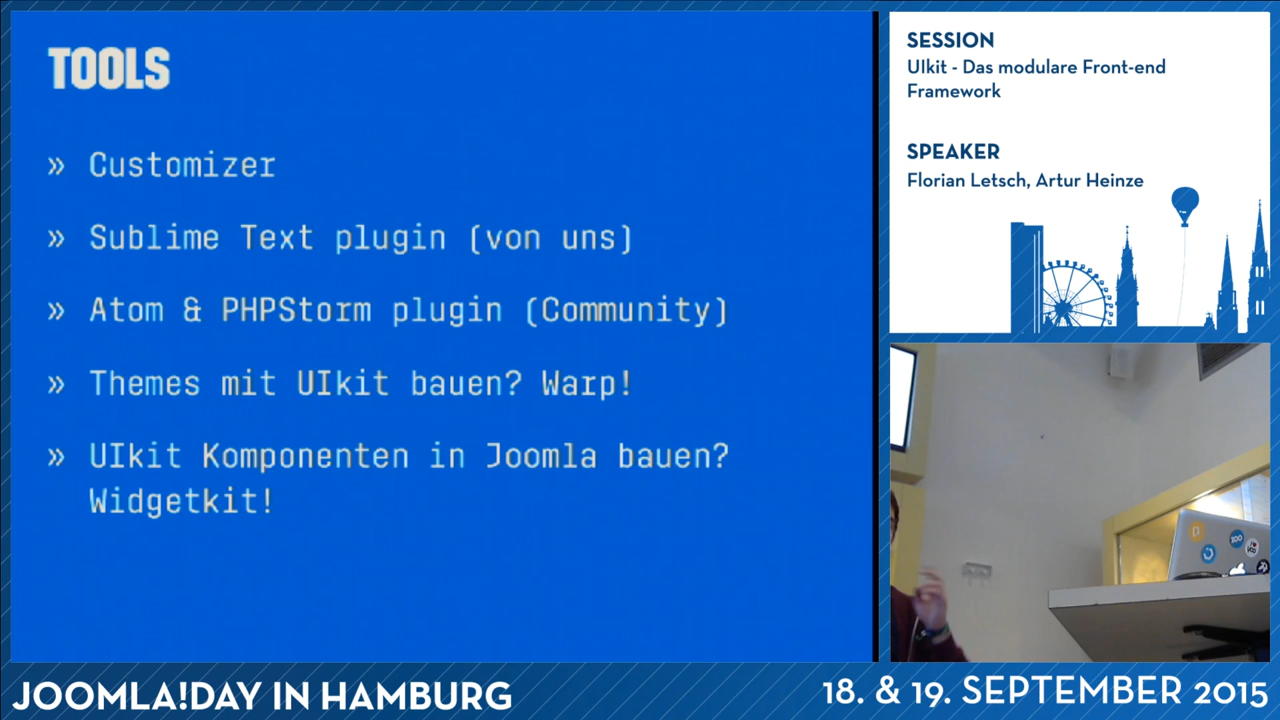 TOOLS
» Customizer
» Sublime Text plugin (von uns)
» Atom & PHPStorm plugin (Community)
» Themes mit UIkit bauen? Warp!
» UIkit Komponenten in Joomla bauen?
Widgetkit!
SESSION
UIkit - Das modulare Front-end
Framework
SPEAKER
Florian Letsch, Artur Heinze
ZOO
JOOMLA!DAY IN HAMBURG
18. & 19. SEPTEMBER 2015